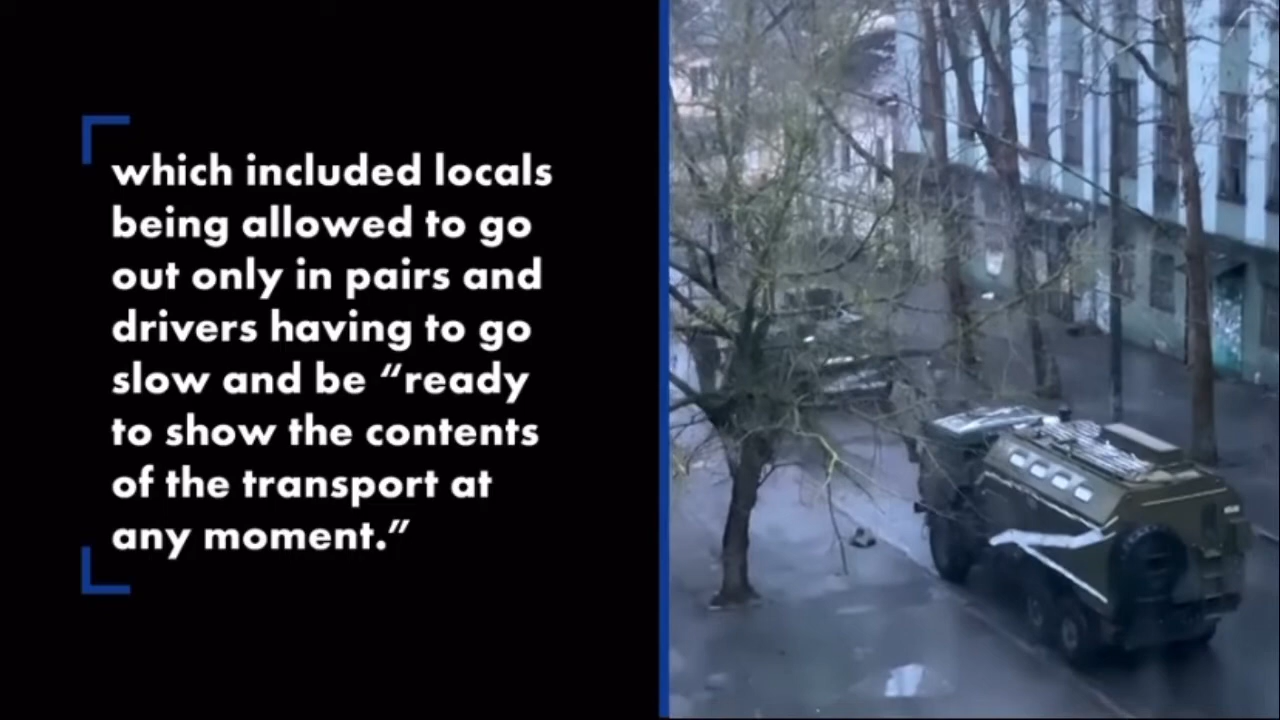 which included locals
being allowed to go
out only in pairs and
drivers having to go
slow and be “ready
to show the contents
of the transport at
any moment.”